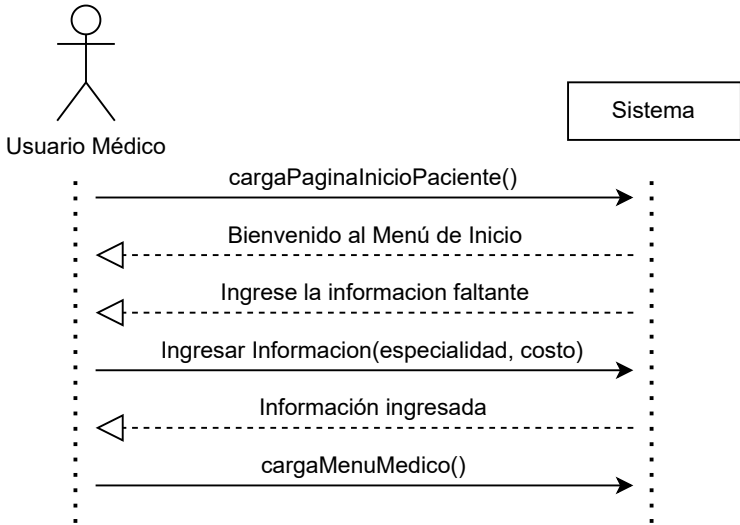 Usuario Médico
Sistema
cargaPaginaInicioPaciente()
Bienvenido al Menú de Inicio
Ingrese la informacion faltante
Ingresar Informacion(especialidad, costo)
Información ingresada
cargaMenuMedico()